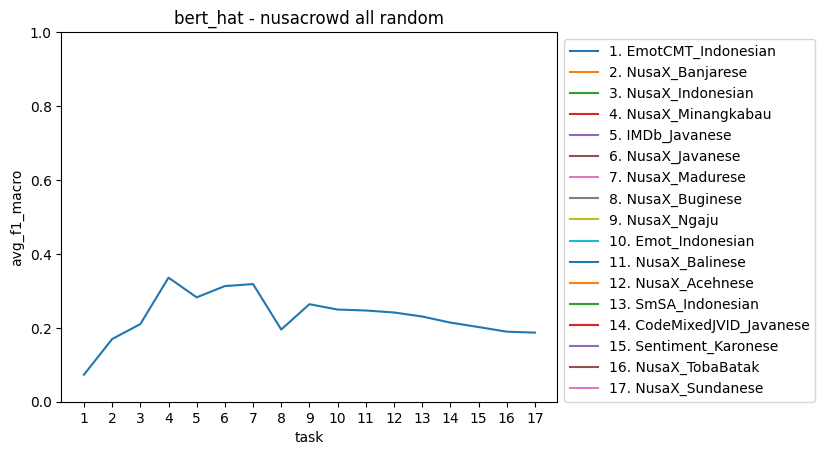 bert_hat - nusacrowd all random
1.0
0.8
0.6
0.4
0.2
0.0
avg_f1_macro
1 2 3 4 5 6 7 8 9 10 11 12 13 14 15 16 17
task
1. EmotCMT_Indonesian
2. NusaX_Banjarese
3. NusaX_Indonesian
4. NusaX_Minangkabau
5. IMDb_Javanese
6. NusaX_Javanese
7. NusaX_Madurese
8. NusaX_Buginese
9. NusaX_Ngaju
10. Emot_Indonesian
11. NusaX_Balinese
12. NusaX_Acehnese
13. SmSA_Indonesian
14. CodeMixedJVID_Javanese
15. Sentiment_Karonese
16. NusaX_TobaBatak
17. NusaX_Sundanese